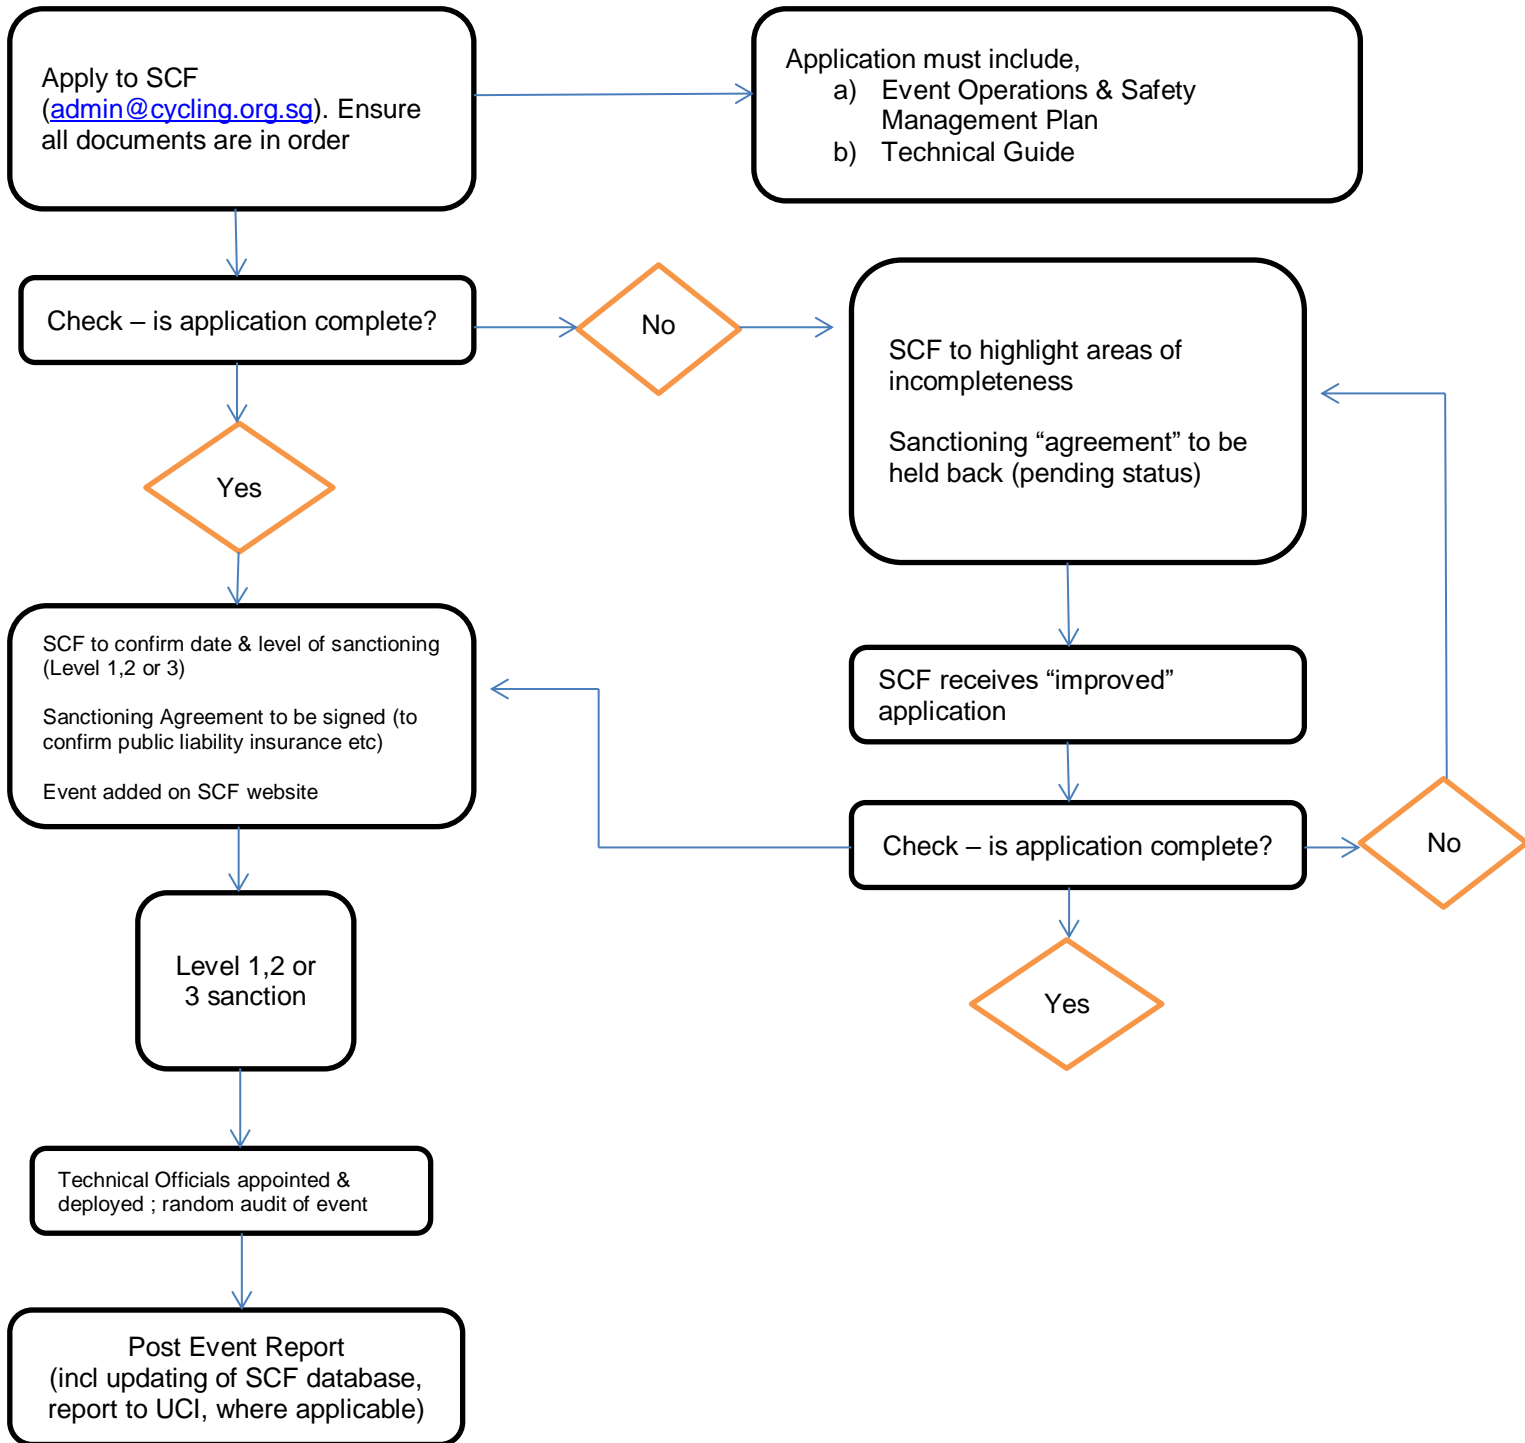 Apply to SCF
(admin@cycling.org.sg). Ensure
all documents are in order
Application must include,
a) Event Operations & Safety
Management Plan
b) Technical Guide
Check – is application complete?
No
SCF to highlight areas of
incompleteness
Sanctioning “agreement” to be
held back (pending status)
Yes
SCF to confirm date & level of sanctioning
(Level 1,2 or 3)
Sanctioning Agreement to be signed (to
confirm public liability insurance etc)
Event added on SCF website
SCF receives “improved”
application
Check – is application complete?
No
Yes
Level 1,2 or
3 sanction
Technical Officials appointed &
deployed ; random audit of event
Post Event Report
(incl updating of SCF database,
report to UCI, where applicable)